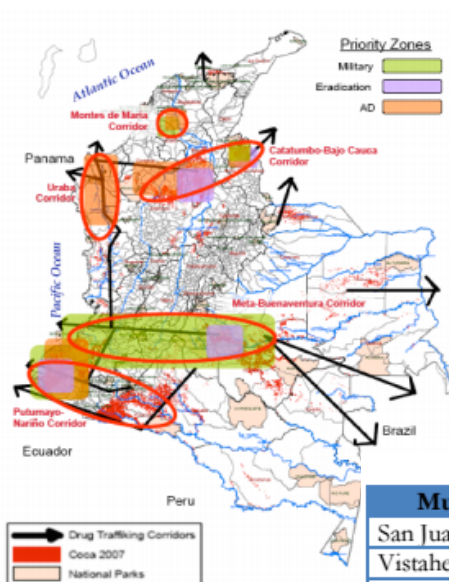 Priority Zones
Military
Eradication
AD
Atlantic Ocean
Montes de Maria
Corridor
Catatumbo-Bajo Cauca
Corridor
Panama
Uraba
Corridor
Pacific Ocean
Meta-Buenaventura Corridor
Putumayo-
Nariño Corridor
Ecuador
Brazil
Peru
Mu
San Jua
Vistahe
Drug Traffiking Corridors
Coca 2007
National Parks